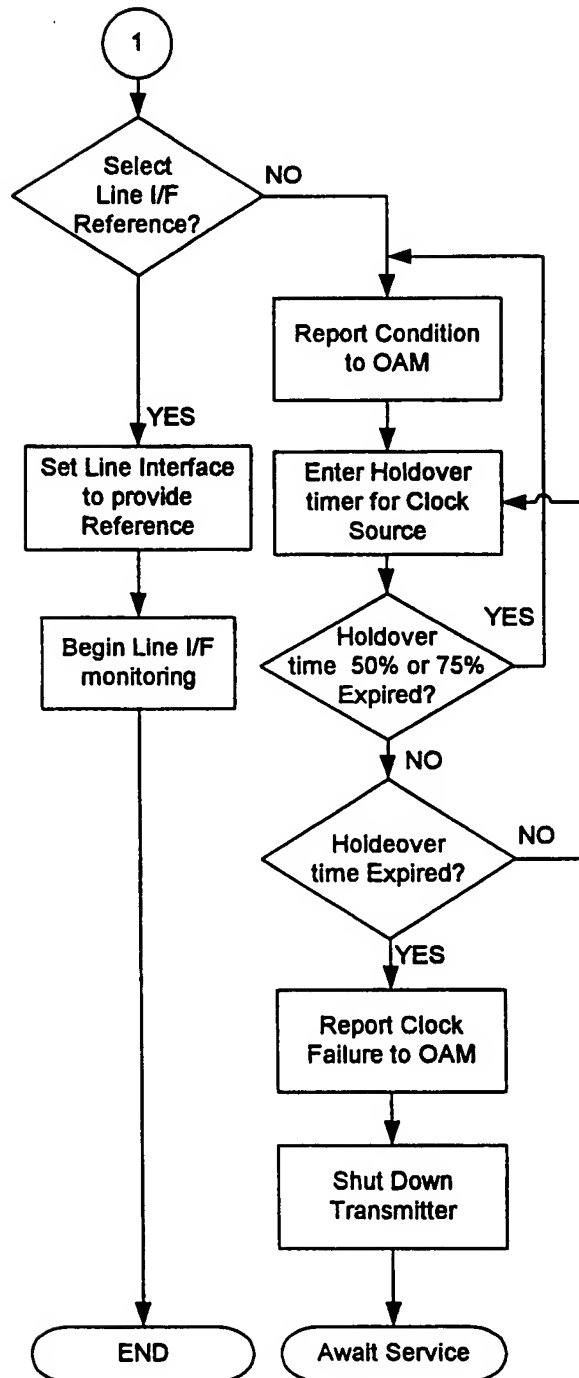 1
Select
Line I/F
Reference?
NO
YES
Report Condition
to OAM
Set Line Interface
to provide
Reference
Enter Holdover
timer for Clock
Source
Begin Line I/F
monitoring
YES
Holdover
time 50% or 75%
Expired?
NO
Holdeover
time Expired?
NO
YES
Report Clock
Failure to OAM
Shut Down
Transmitter
END
Await Service